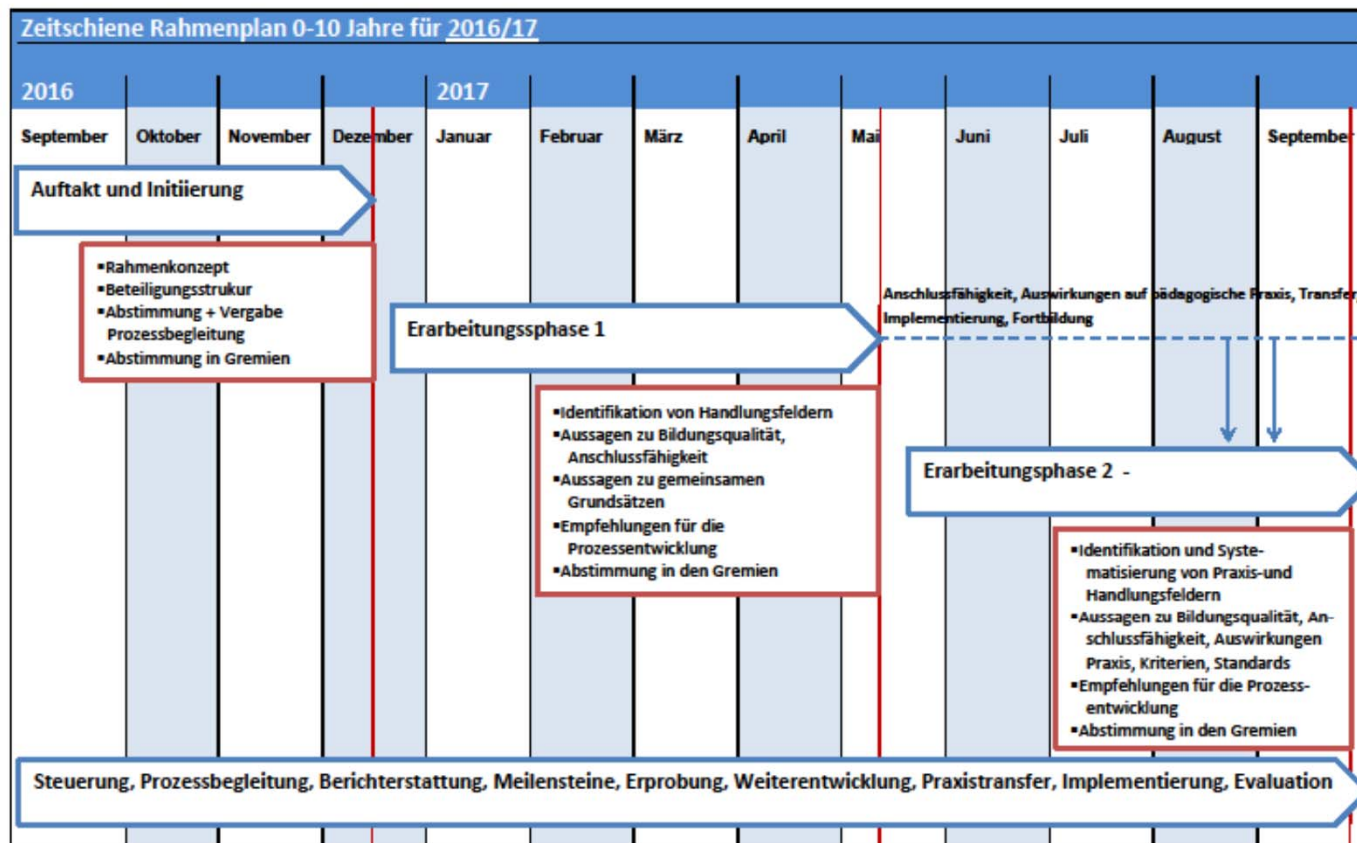 Zeitschiene Rahmenplan 0-10 Jahre für 2016/17
2016
2017
September
Oktober
November
Dezember
Januar
Februar
März
April
Mai
Juni
Juli
August
September
Auftakt und Initiierung
▪Rahmenkonzept
▪Beteiligungsstrukur
▪Abstimmung + Vergabe
Prozessbegleitung
▪Abstimmung in Gremien
Erarbeitungssphase 1
Anschlussfähigkeit, Auswirkungen auf pädagogische Praxis, Transfer,
Implementierung, Fortbildung
▪Identifikation von Handlungsfeldern
▪Aussagen zu Bildungsqualität,
Anschlussfähigkeit
▪Aussagen zu gemeinsamen
Grundsätzen
▪Empfehlungen für die
Prozessentwicklung
▪Abstimmung in den Gremien
Erarbeitungsphase 2 -
▪Identifikation und Syste-
matisierung von Praxis-und
Handlungsfeldern
▪Aussagen zu Bildungsqualität, An-
schlussfähigkeit, Auswirkungen
Praxis, Kriterien, Standards
▪Empfehlungen für die Prozess-
entwicklung
▪Abstimmung in den Gremien
Steuerung, Prozessbegleitung, Berichterstattung, Meilensteine, Erprobung, Weiterentwicklung, Praxistransfer, Implementierung, Evaluation